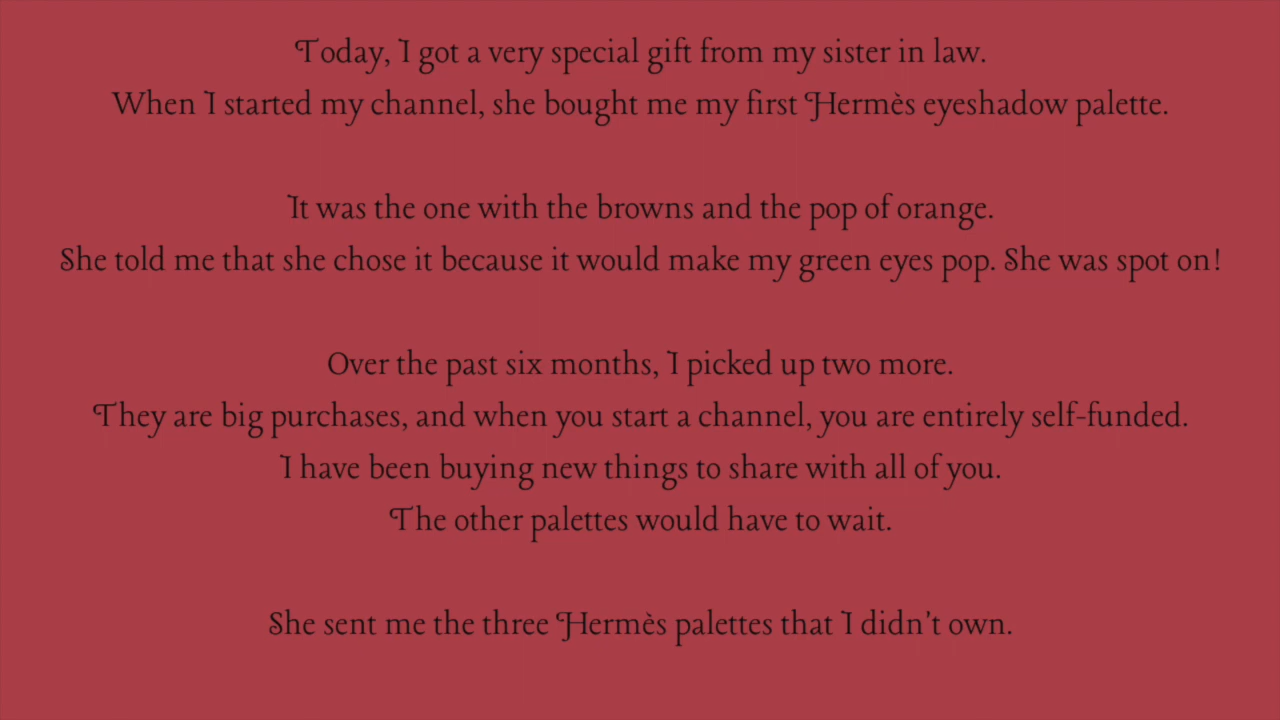 Today, I got a very special gift from my sister in law.
When I started my channel, she bought me my first Hermès eyeshadow palette.
It was the one with the browns and the pop of orange.
She told me that she chose it because it would make my green eyes pop. She was spot on!
Over the past six months, I picked up two more.
They are big purchases, and when you start a channel, you are entirely self-funded.
I have been buying new things to share with all of you.
The other palettes would have to wait.
She sent me the three Hermès palettes that I didn't own.